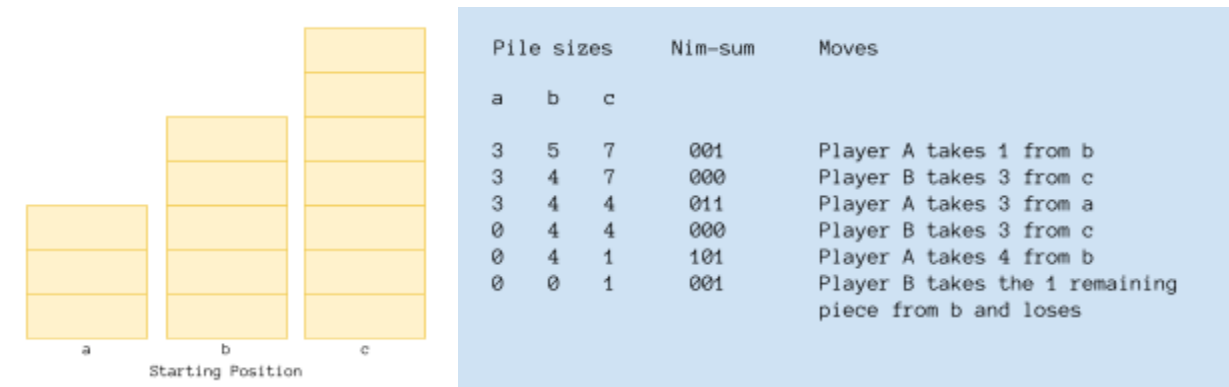 a
b
c
Starting Position
Pile sizes Nim-sum Moves
a b c
3 5 7 001 Player A takes 1 from b
3 4 7 000 Player B takes 3 from c
3 4 4 011 Player A takes 3 from a
0 4 4 000 Player B takes 3 from c
0 4 1 101 Player A takes 4 from b
0 0 1 001 Player B takes the 1 remaining
piece from b and loses